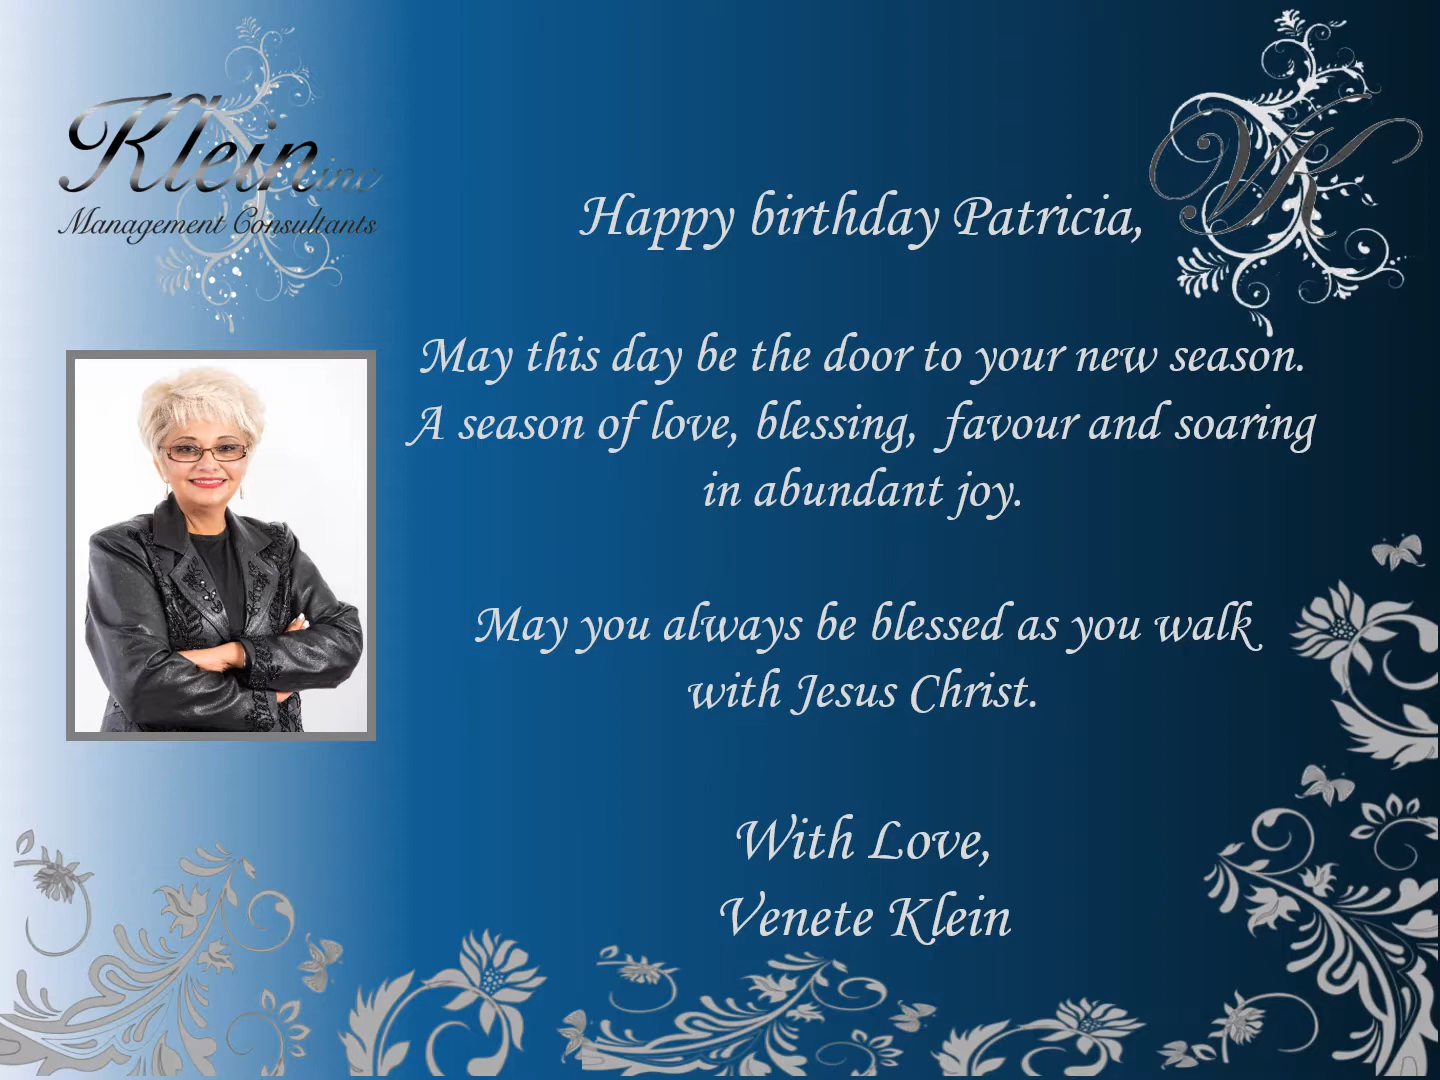 Klein inc
Management Consultants
VK
Happy birthday Patricia,
May this day be the door to your new season.
A season of love, blessing, favour and soaring
in abundant joy.
May you always be blessed as you walk
with Jesus Christ.
With Love,
Venete Klein